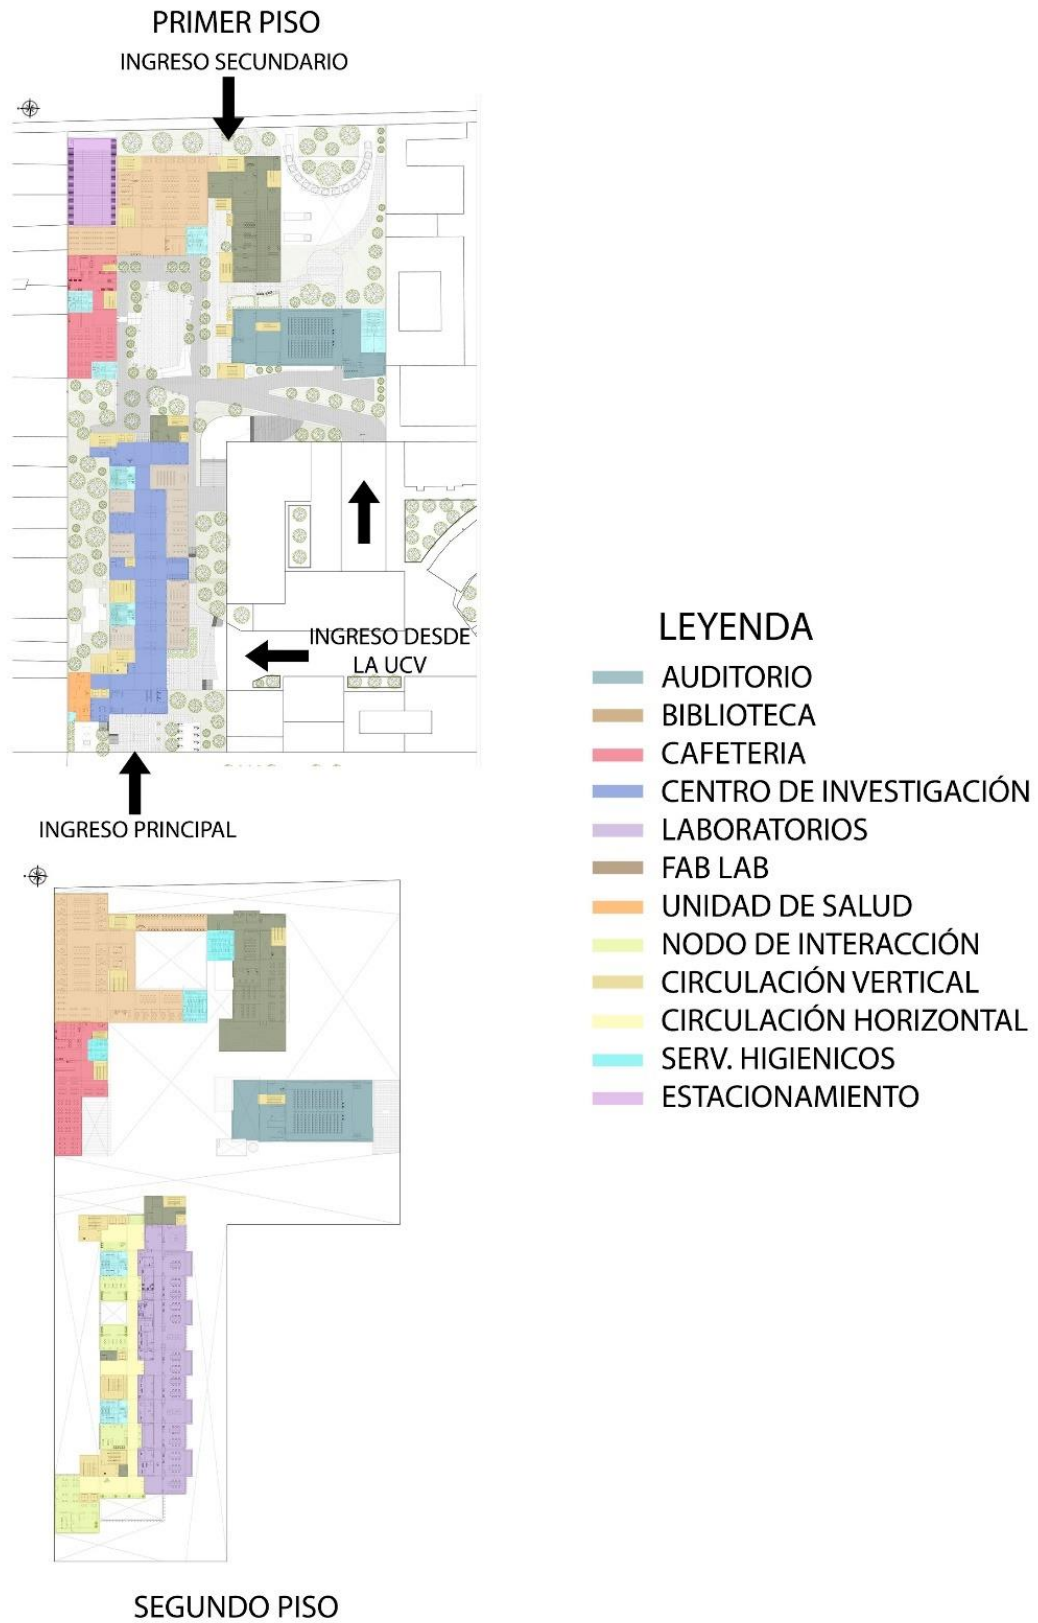 PRIMER PISO
INGRESO SECUNDARIO
INGRESO DESDE
LA UCV
INGRESO PRINCIPAL
LEYENDA
AUDITORIO
BIBLIOTECA
CAFETERIA
CENTRO DE INVESTIGACIÓN
LABORATORIOS
FAB LAB
UNIDAD DE SALUD
NODO DE INTERACCIÓN
CIRCULACIÓN VERTICAL
CIRCULACIÓN HORIZONTAL
SERV. HIGIENICOS
ESTACIONAMIENTO
SEGUNDO PISO